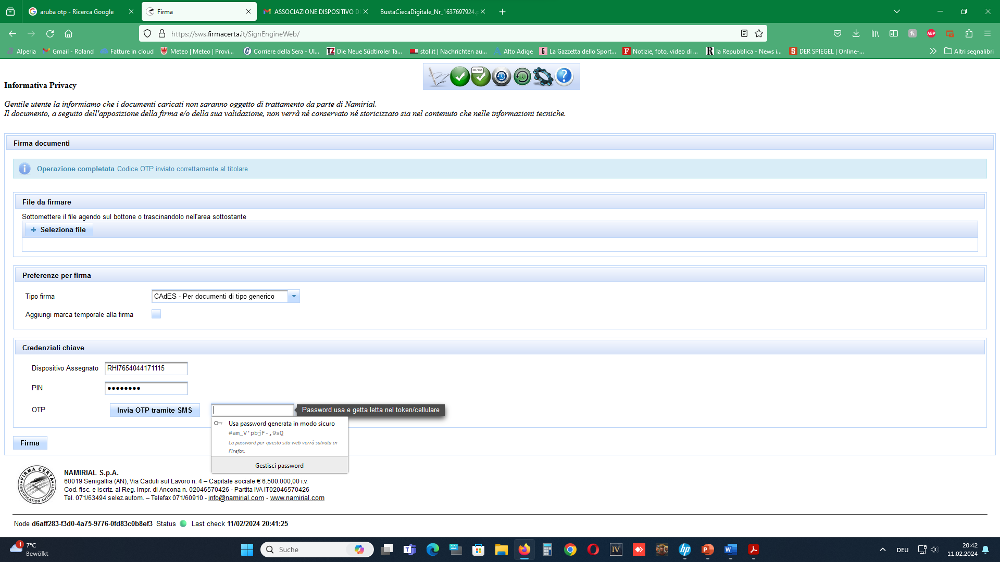 aruba otp - Ricerca Google
Firma
ASSOCIAZIONE DISPOSITIVO D
BustaCiecaDigitale_Nr_1637697924.
https://sws.firmacerta.it/SignEngineWeb/
ABP
Alperia
Gmail - Roland
Fatture in cloud
Meteo | Meteo | Provi...
Corriere della Sera - Ul...
Die Neue Südtiroler Ta...
stol.it | Nachrichten au...
Alto Adige
La Gazzetta dello Sport...
Notizie, foto, video di ...
la Repubblica - News i...
DER SPIEGEL | Online-...
Altri segnalibri
CIE / CNS
Informativa Privacy
Gentile utente la informiamo che i documenti caricati non saranno oggetto di trattamento da parte di Namirial.
Il documento, a seguito dell'apposizione della firma e/o della sua validazione, non verrà né conservato né storicizzato sia nel contenuto che nelle informazioni tecniche.
Firma documenti
Operazione completata Codice OTP inviato correttamente al titolare
File da firmare
Sottomettere il file agendo sul bottone o trascinandolo nell'area sottostante
+ Seleziona file
Preferenze per firma
Tipo firma
CAdES - Per documenti di tipo generico
Aggiungi marca temporale alla firma
Credenziali chiave
Dispositivo Assegnato
RHI7654044171115
PIN
••••••••
OTP
Invia OTP tramite SMS
Password usa e getta letta nel token/cellulare
Usa password generata in modo sicuro
#am_V'pbjF-,9sQ
La password per questo sito web verrà salvata in
Firefox.
Gestisci password
Firma
FIRMA CERTA
CERTIFICATION AUTHORITY
NAMIRIAL S.p.A.
60019 Senigallia (AN), Via Caduti sul Lavoro n. 4 – Capitale sociale € 6.500.000,00 i.v.
Cod. fisc. e iscriz. al Reg. Impr. di Ancona n. 02046570426 - Partita IVA IT02046570426
Tel. 071/63494 selez.autom. – Telefax 071/60910 - info@namirial.com - www.namirial.com
Node d6aff283-f3d0-4a75-9776-0fd83c0b8ef3 Status Last check 11/02/2024 20:41:25
1
7°C
Bewölkt
Suche
IV
DEU
20:42
11.02.2024